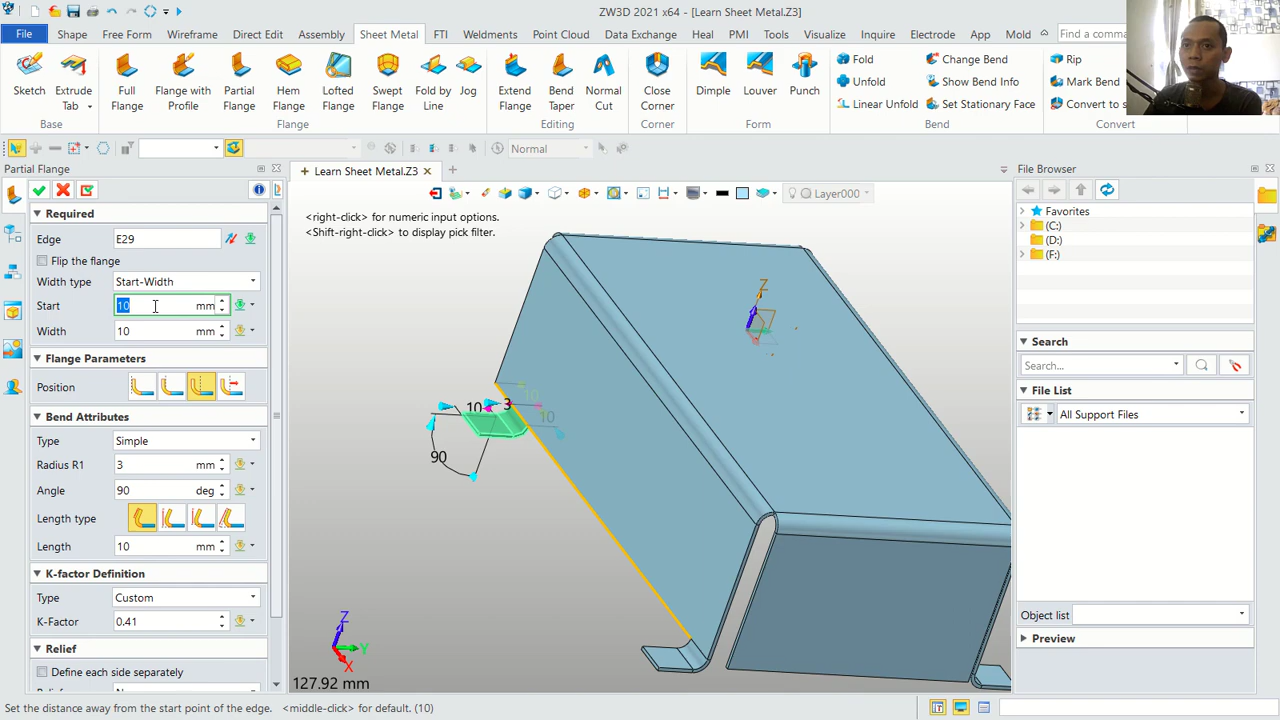 ZW3D 2021 x64 - [Learn Sheet Metal.Z3]
File Shape Free Form Wireframe Direct Edit Assembly Sheet Metal FTI Weldments Point Cloud Data Exchange Heal PMI Tools Visualize Inquire Electrode App Mold Find a comma
Sketch
Extrude Tab
Full Flange
Flange with Profile
Partial Flange
Hem Flange
Lofted Flange
Swept Flange
Fold by Line
Jog
Extend Flange
Bend Taper
Normal Cut
Close Corner
Dimple
Louver
Punch
Fold
Unfold
Linear Unfold
Change Bend
Show Bend Info
Set Stationary Face
Rip
Mark Bend
Convert to s
Base Flange Editing Corner Form Bend Convert
Normal
Partial Flange
Learn Sheet Metal.Z3
File Browser
Layer000
<right-click> for numeric input options.
<Shift-right-click> to display pick filter.
Required
Edge E29
Flip the flange
Width type Start-Width
Start 10 mm
Width 10 mm
Flange Parameters
Position
Bend Attributes
Type Simple
Radius R1 3 mm
Angle 90 deg
Length type
Length 10 mm
K-factor Definition
Type Custom
K-Factor 0.41
Relief
Define each side separately
Z
10
10
3
10
90
Z
Y
X
127.92 mm
Favorites
(C:)
(D:)
(F:)
Search
Search...
File List
All Support Files
Object list
Preview
Set the distance away from the start point of the edge. <middle-click> for default. (10)